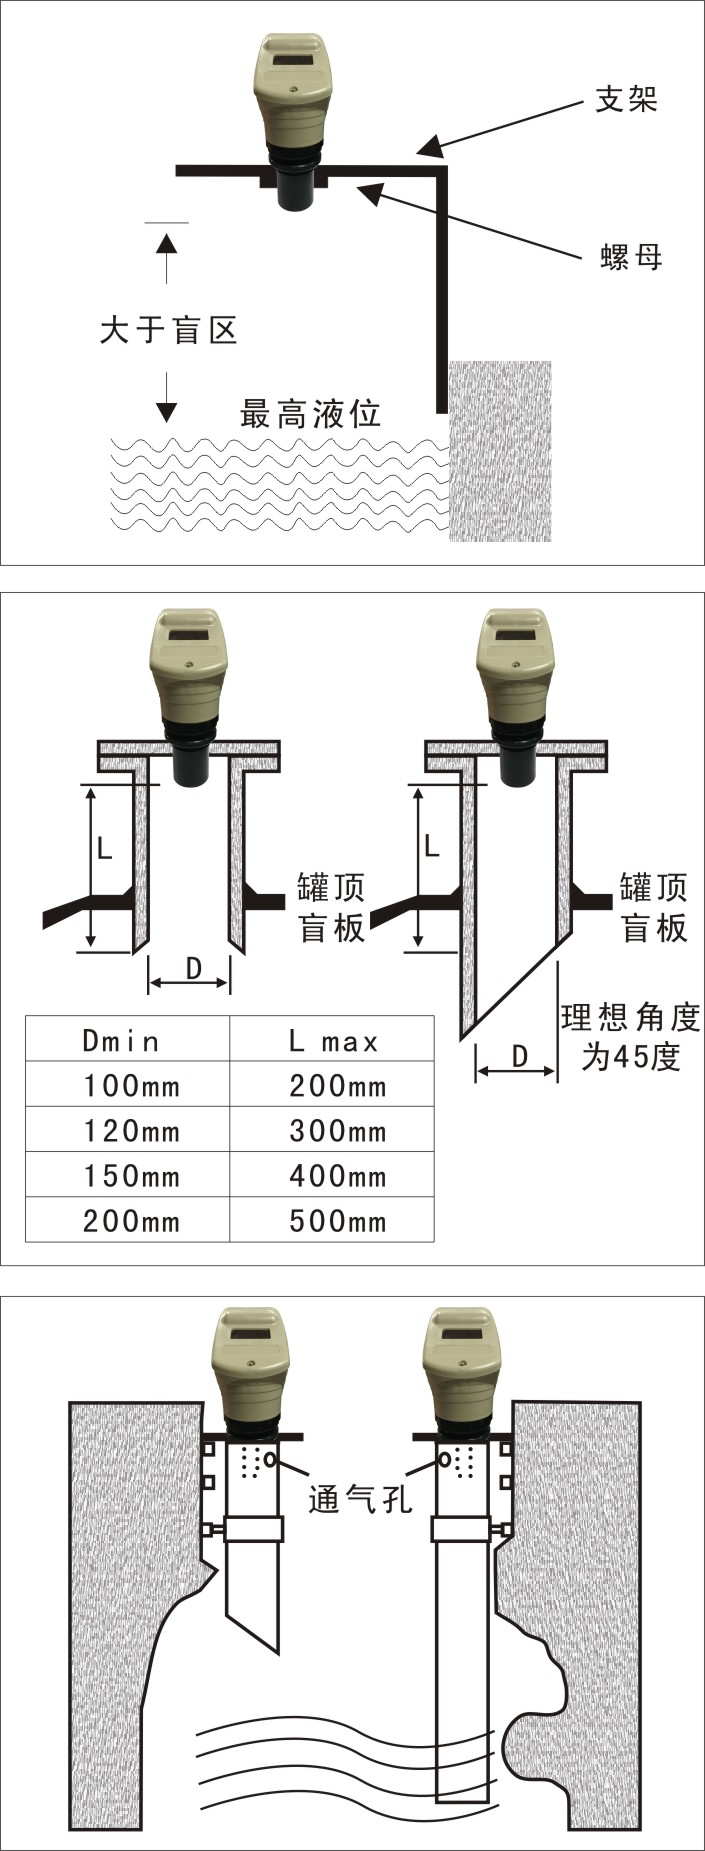 支架
螺母
大于盲区
最高液位
L
D
罐顶
盲板
L
D
罐顶
盲板
理想角度
为45度
Dmin L max
100mm 200mm
120mm 300mm
150mm 400mm
200mm 500mm
通气孔